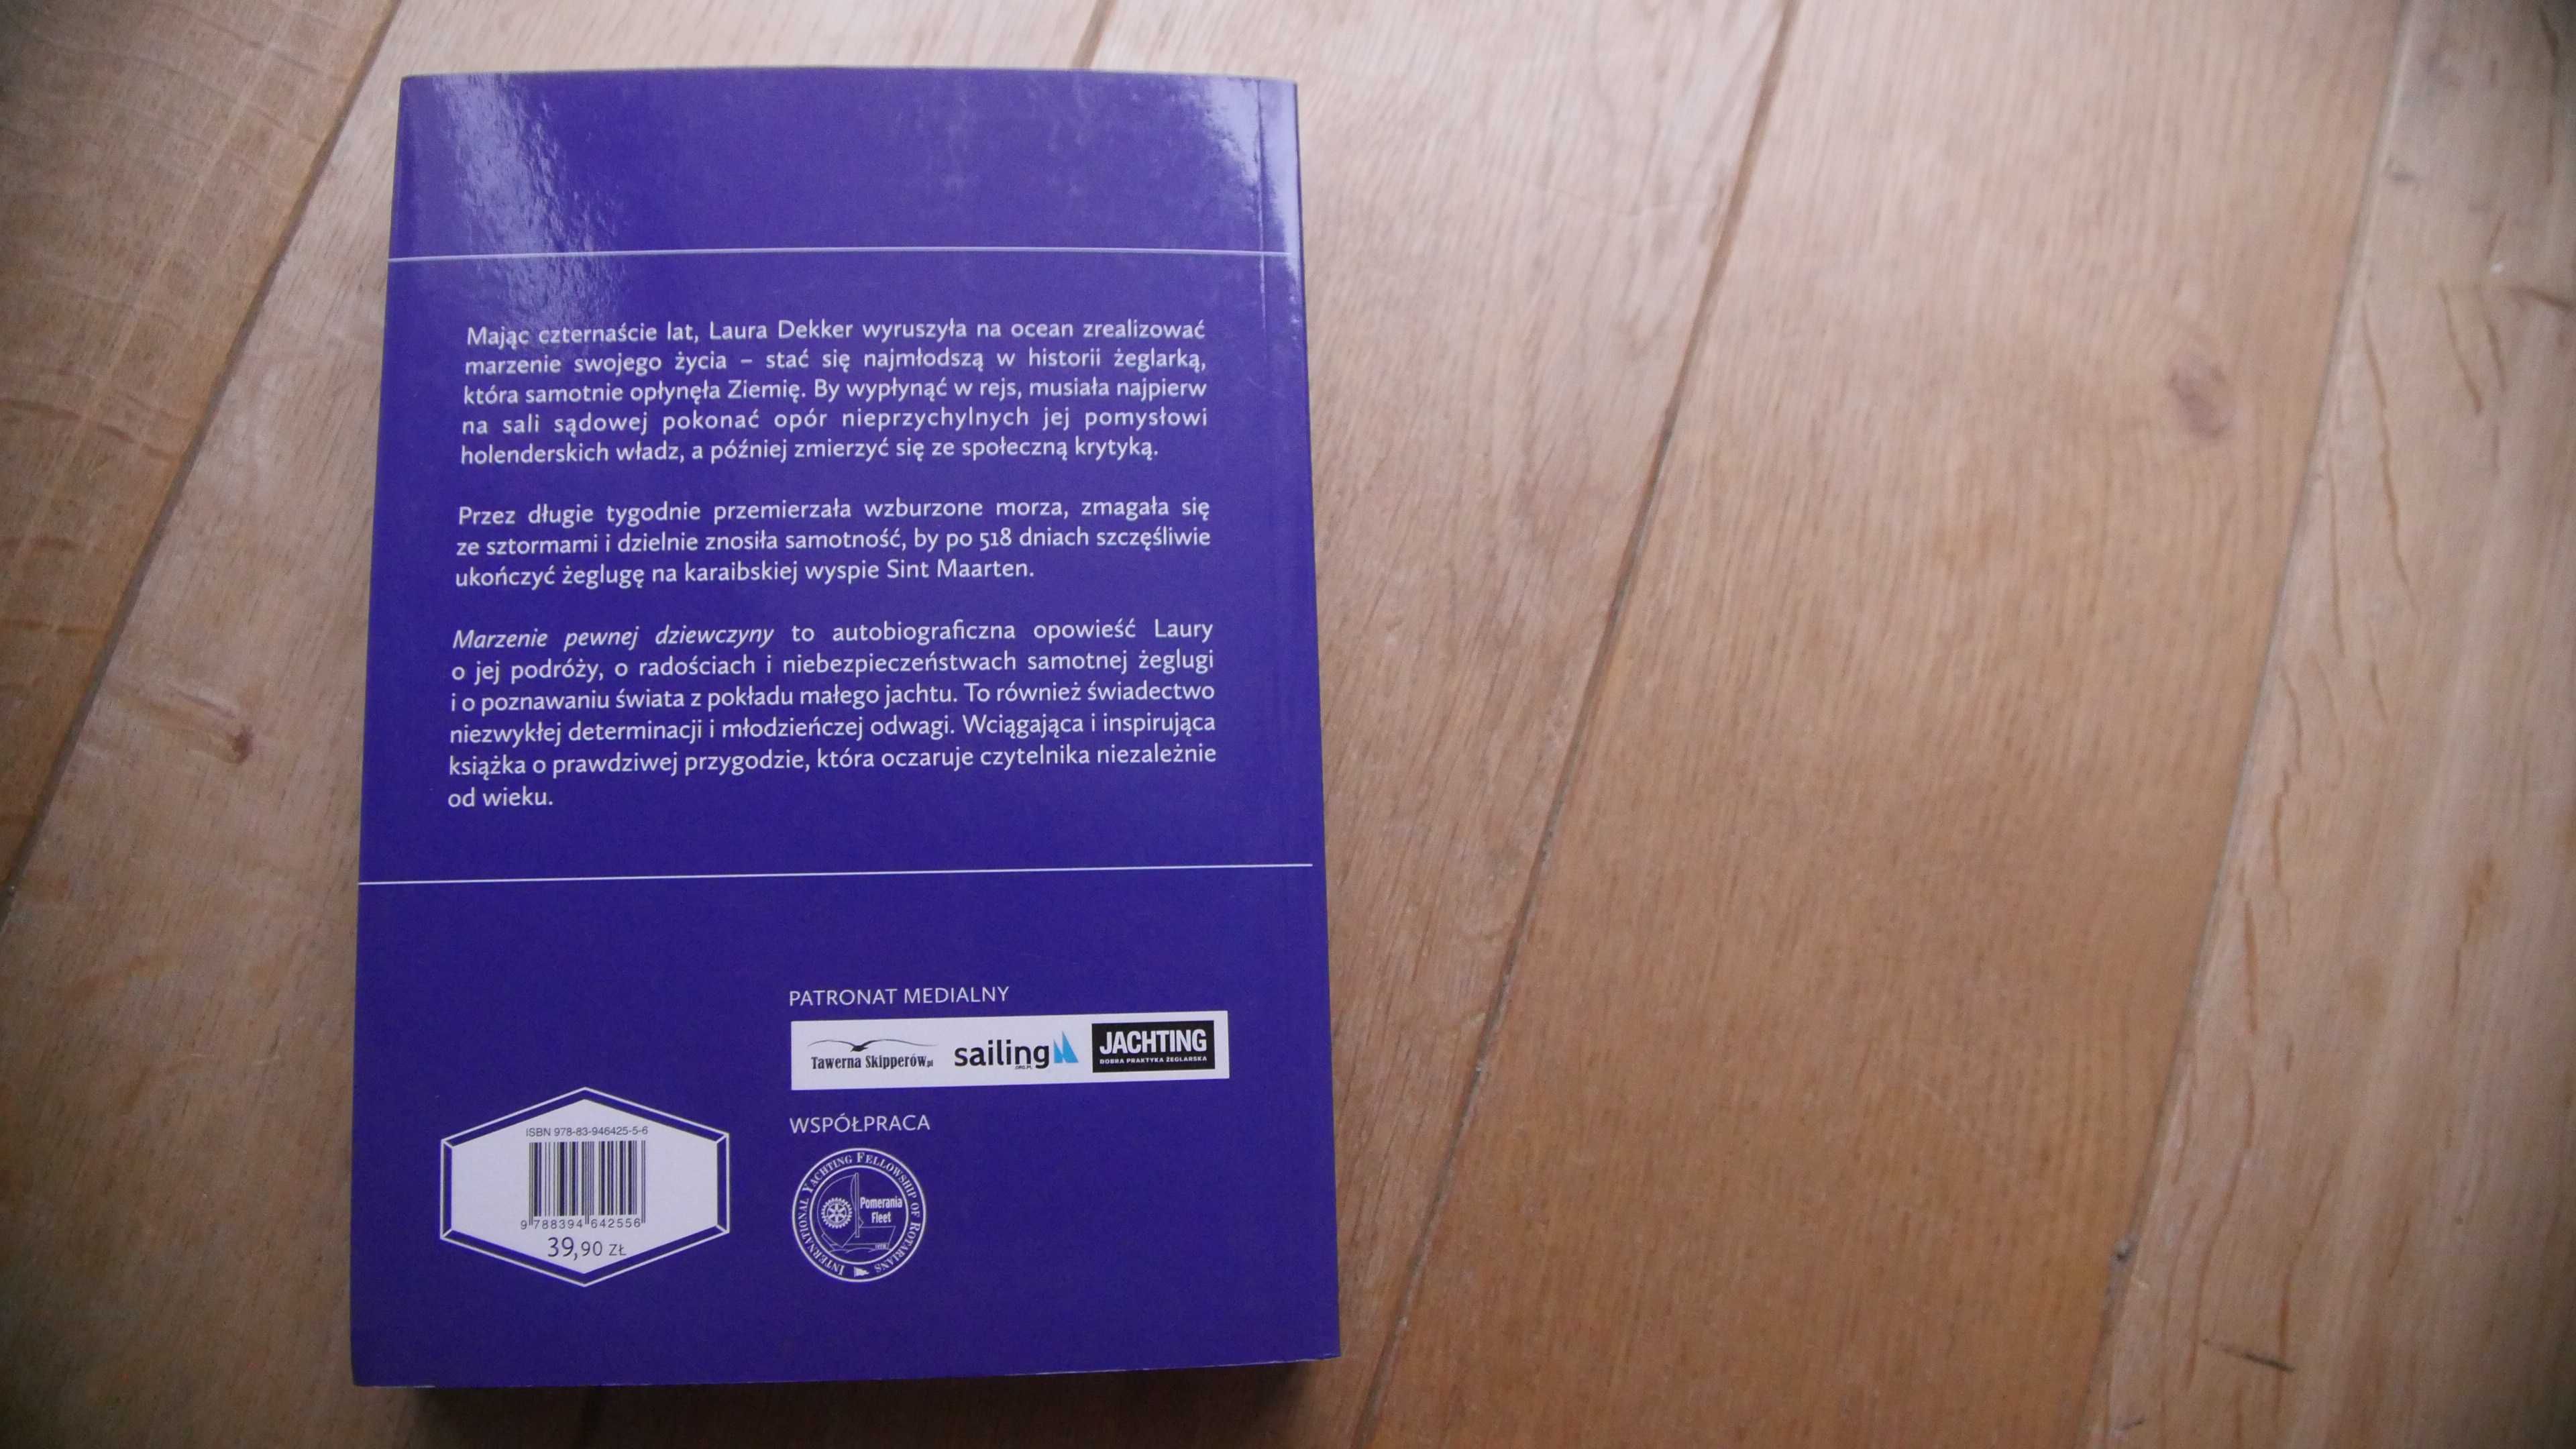 Mając czternaście lat, Laura Dekker wyruszyła na ocean zrealizować
marzenie swojego życia – stać się najmłodszą w historii żeglarką,
która samotnie opłynęła Ziemię. By wypłynąć w rejs, musiała najpierw
na sali sądowej pokonać opór nieprzychylnych jej pomysłowi
holenderskich władz, a później zmierzyć się ze społeczną krytyką.
Przez długie tygodnie przemierzała wzburzone morza, zmagała się
ze sztormami i dzielnie znosiła samotność, by po 518 dniach szczęśliwie
ukończyć żeglugę na karaibskiej wyspie Sint Maarten.
Marzenie pewnej dziewczyny to autobiograficzna opowieść Laury
o jej podróży, o radościach i niebezpieczeństwach samotnej żeglugi
i o poznawaniu świata z pokładu małego jachtu. To również świadectwo
niezwykłej determinacji i młodzieńczej odwagi. Wciągająca i inspirująca
książka o prawdziwej przygodzie, która oczaruje czytelnika niezależnie
od wieku.
PATRONAT MEDIALNY
Tawerna Skipperów.pl
sailing
.ORG.PL
JACHTING
DOBRA PRAKTYKA ŻEGLARSKA
WSPÓŁPRACA
INTERNATIONAL YACHTING FELLOWSHIP OF ROTARIANS
Pomerania
Fleet
ISBN 978-83-946425-5-6
9 788394 642556
39,90 ZŁ